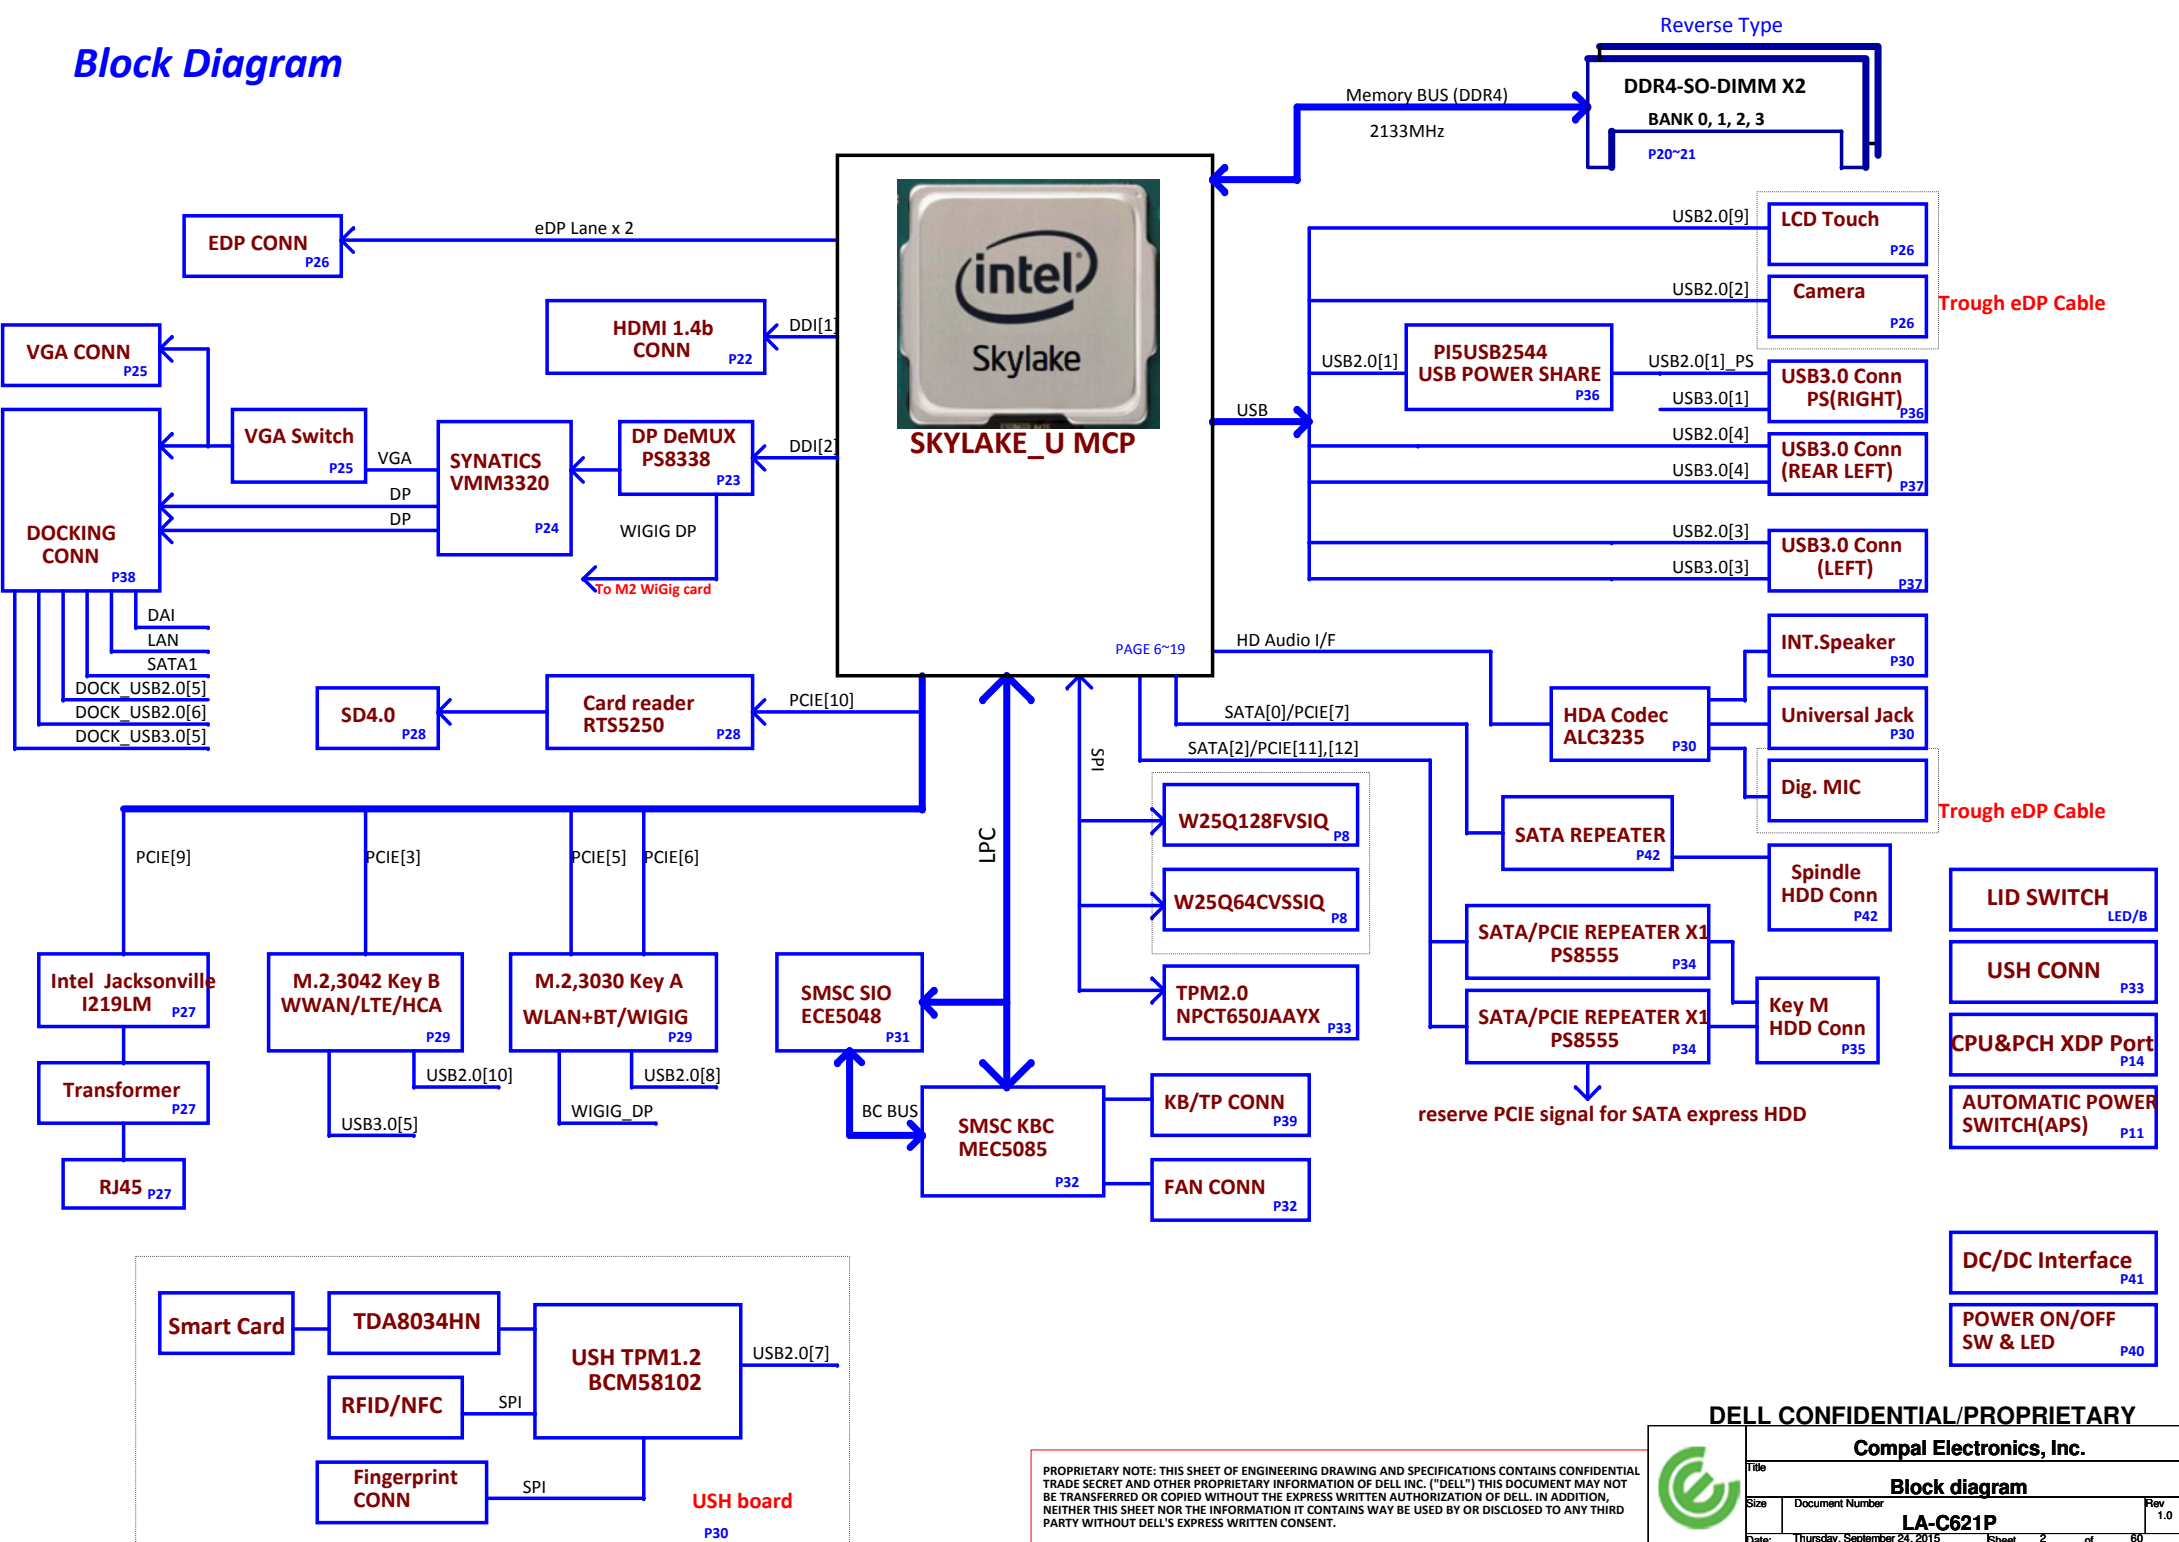 Block Diagram
Reverse Type
DDR4-SO-DIMM X2
BANK 0, 1, 2, 3
P20~21
Memory BUS (DDR4)
2133MHz
intel
Skylake
SKYLAKE_U MCP
PAGE 6~19
eDP Lane x 2
EDP CONN
P26
HDMI 1.4b
CONN
P22
DDI[1]
VGA CONN
P25
VGA Switch
P25
VGA
DP
DP
SYNATICS
VMM3320
P24
DP DeMUX
PS8338
P23
DDI[2]
WIGIG DP
To M2 WiGig card
DOCKING
CONN
P38
DAI
LAN
SATA1
DOCK_USB2.0[5]
DOCK_USB2.0[6]
DOCK_USB3.0[5]
SD4.0
P28
Card reader
RTS5250
P28
PCIE[10]
USB
USB2.0[9]
LCD Touch
P26
USB2.0[2]
Camera
P26
Trough eDP Cable
USB2.0[1]
PI5USB2544
USB POWER SHARE
P36
USB2.0[1]_PS
USB3.0[1]
USB3.0 Conn
PS(RIGHT)
P36
USB2.0[4]
USB3.0[4]
USB3.0 Conn
(REAR LEFT)
P37
USB2.0[3]
USB3.0[3]
USB3.0 Conn
(LEFT)
P37
HD Audio I/F
HDA Codec
ALC3235
P30
INT.Speaker
P30
Universal Jack
P30
Dig. MIC
Trough eDP Cable
SATA[0]/PCIE[7]
SATA[2]/PCIE[11],[12]
SPI
LPC
W25Q128FVSIQ
P8
W25Q64CVSSIQ
P8
TPM2.0
NPCT650JAAYX
P33
SATA REPEATER
P42
Spindle
HDD Conn
P42
SATA/PCIE REPEATER X1
PS8555
P34
SATA/PCIE REPEATER X1
PS8555
P34
Key M
HDD Conn
P35
reserve PCIE signal for SATA express HDD
PCIE[9]
PCIE[3]
PCIE[5]
PCIE[6]
Intel Jacksonville
I219LM
P27
Transformer
P27
RJ45
P27
M.2,3042 Key B
WWAN/LTE/HCA
P29
USB2.0[10]
USB3.0[5]
M.2,3030 Key A
WLAN+BT/WIGIG
P29
USB2.0[8]
WIGIG_DP
SMSC SIO
ECE5048
P31
BC BUS
SMSC KBC
MEC5085
P32
KB/TP CONN
P39
FAN CONN
P32
LID SWITCH
LED/B
USH CONN
P33
CPU&PCH XDP Port
P14
AUTOMATIC POWER
SWITCH(APS)
P11
DC/DC Interface
P41
POWER ON/OFF
SW & LED
P40
Smart Card
TDA8034HN
USH TPM1.2
BCM58102
USB2.0[7]
RFID/NFC
SPI
Fingerprint
CONN
SPI
USH board
P30
PROPRIETARY NOTE: THIS SHEET OF ENGINEERING DRAWING AND SPECIFICATIONS CONTAINS CONFIDENTIAL
TRADE SECRET AND OTHER PROPRIETARY INFORMATION OF DELL INC. ("DELL") THIS DOCUMENT MAY NOT
BE TRANSFERRED OR COPIED WITHOUT THE EXPRESS WRITTEN AUTHORIZATION OF DELL. IN ADDITION,
NEITHER THIS SHEET NOR THE INFORMATION IT CONTAINS WAY BE USED BY OR DISCLOSED TO ANY THIRD
PARTY WITHOUT DELL'S EXPRESS WRITTEN CONSENT.
DELL CONFIDENTIAL/PROPRIETARY
Compal Electronics, Inc.
Title
Block diagram
Size
Document Number
Rev
LA-C621P
1.0
Date: Thursday, September 24, 2015 Sheet 2 of 60